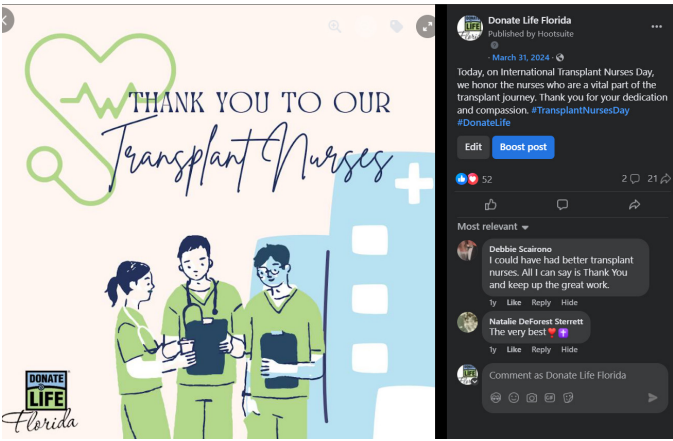 THANK YOU TO OUR
Transplant Nurses
DONATE
LIFE
Florida
Donate Life Florida
Published by Hootsuite
· March 31, 2024 ·
Today, on International Transplant Nurses Day,
we honor the nurses who are a vital part of the
transplant journey. Thank you for your dedication
and compassion. #TransplantNursesDay
#DonateLife
Edit
Boost post
52
2
21
Most relevant
Debbie Scairono
I could have had better transplant
nurses. All I can say is Thank You
and keep up the great work.
1y Like Reply Hide
Natalie DeForest Sterrett
The very best
1y Like Reply Hide
Comment as Donate Life Florida
GIF